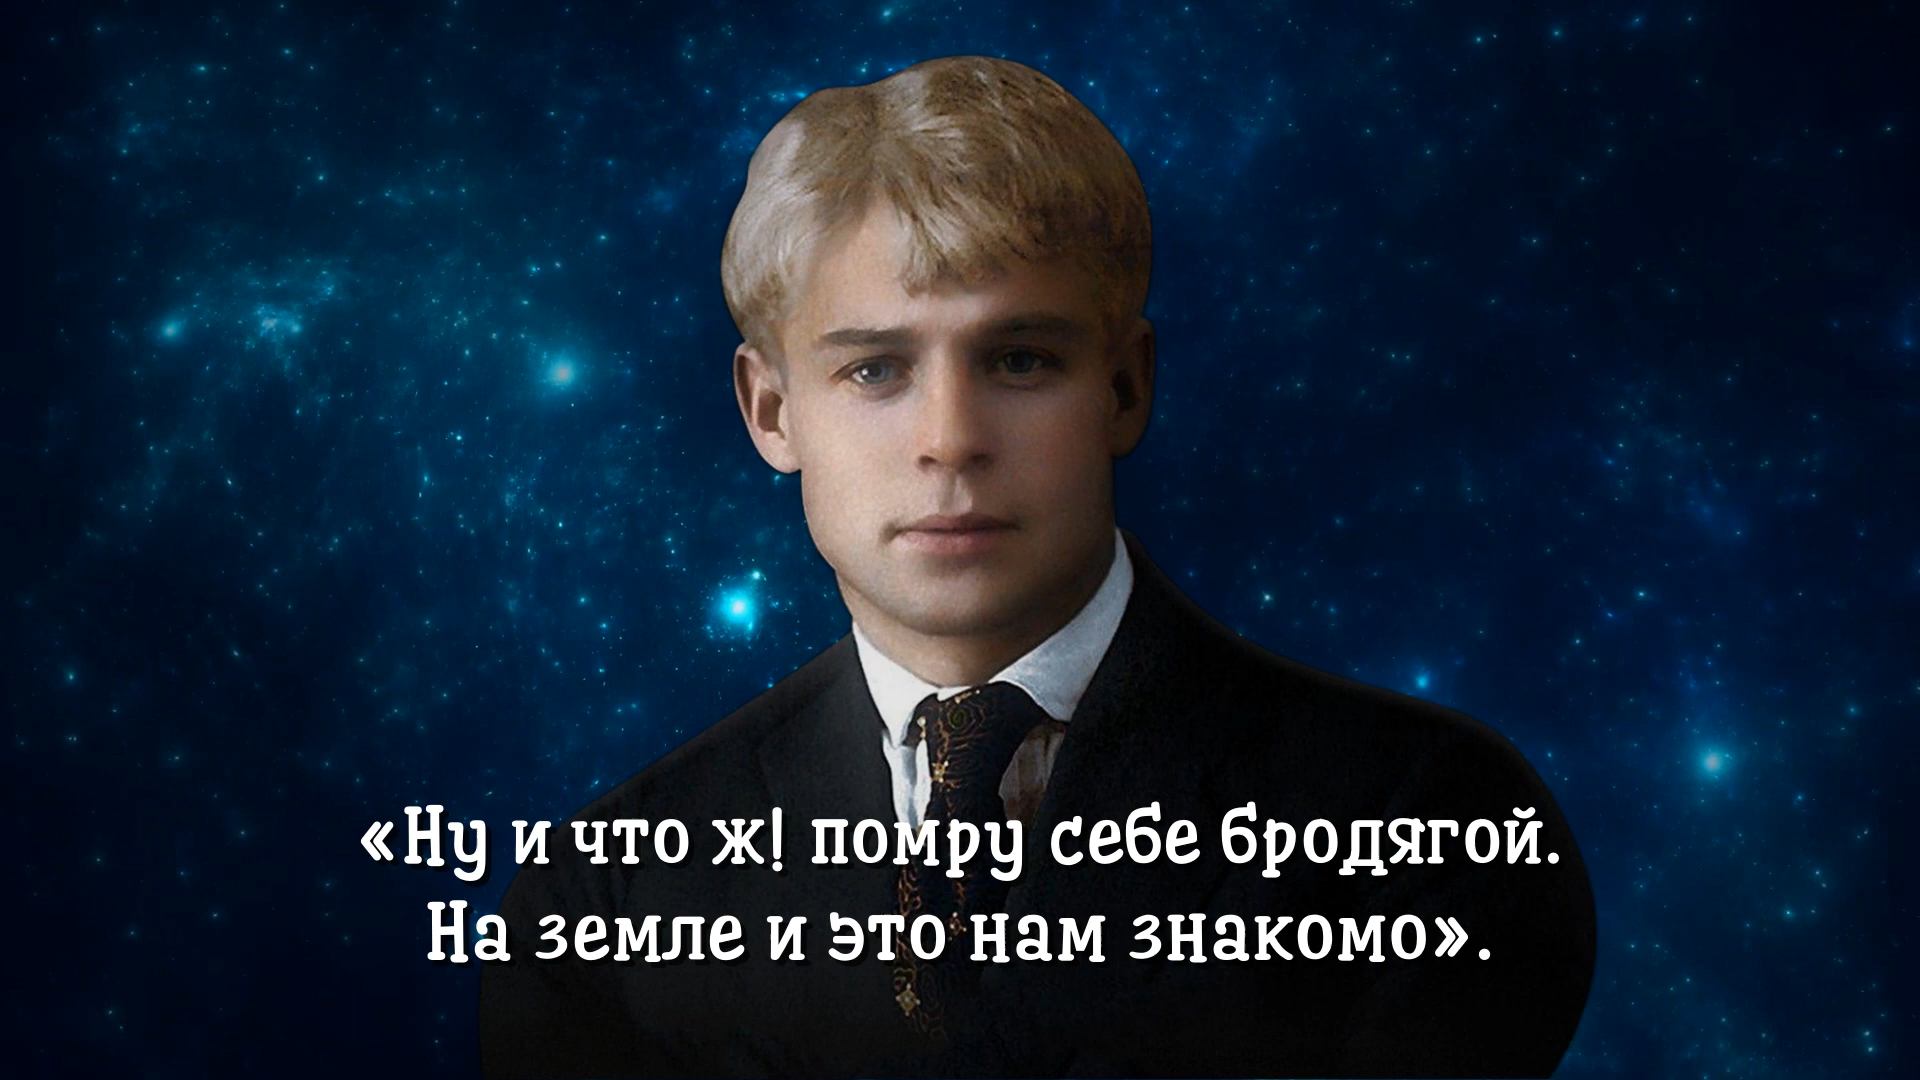 «Ну и что ж! помру себе бродягой.
На земле и это нам знакомо».